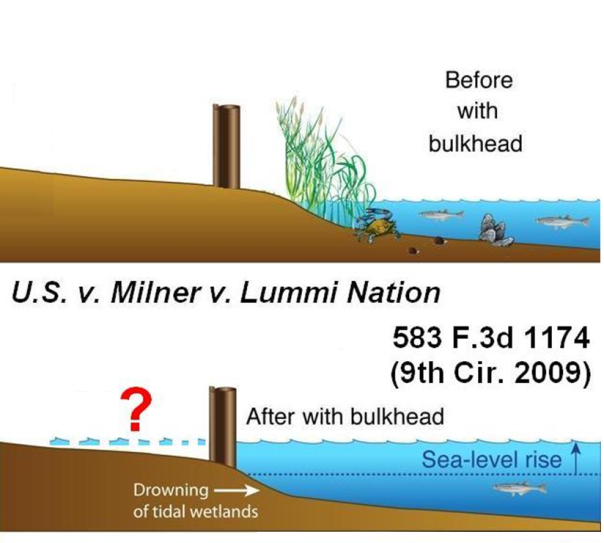 Before
with
bulkhead
U.S. v. Milner v. Lummi Nation
583 F.3d 1174
(9th Cir. 2009)
?
After with bulkhead
Sea-level rise
Drowning
of tidal wetlands